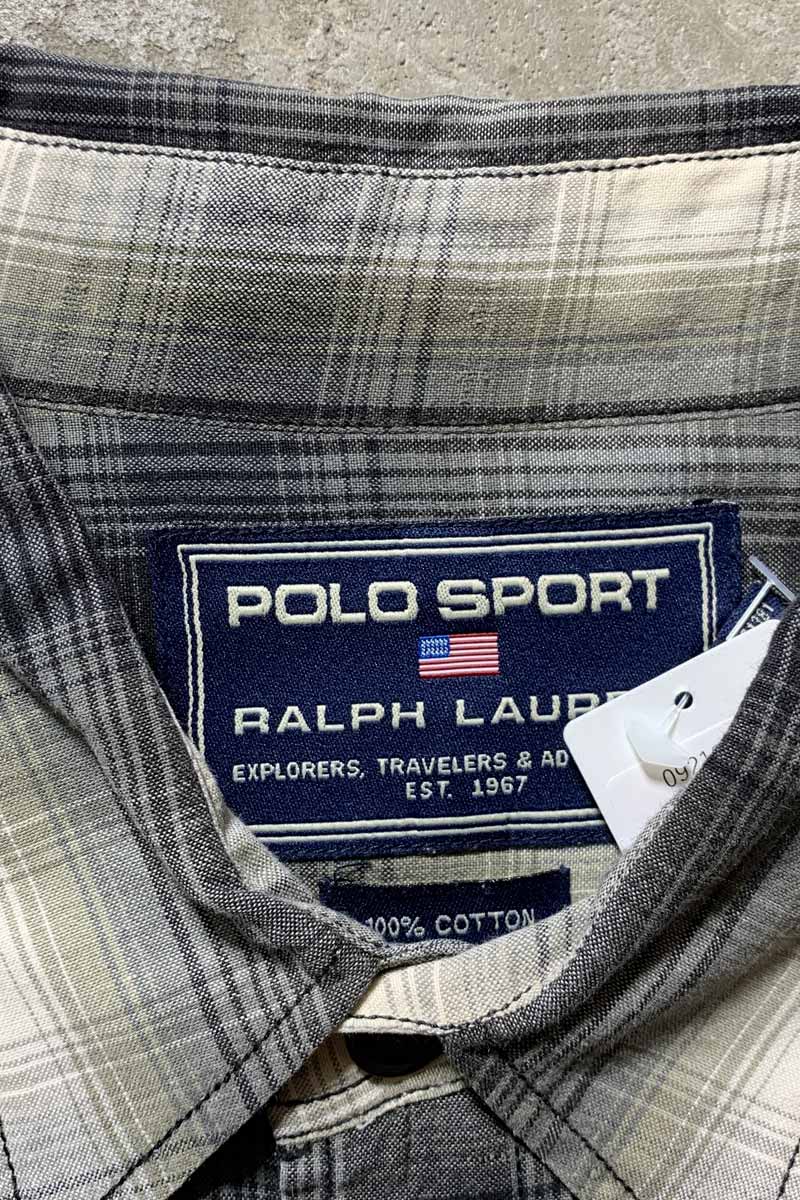 POLO SPORT
RALPH LAUR
EXPLORERS, TRAVELERS & AD
EST. 1967
100% COTTON